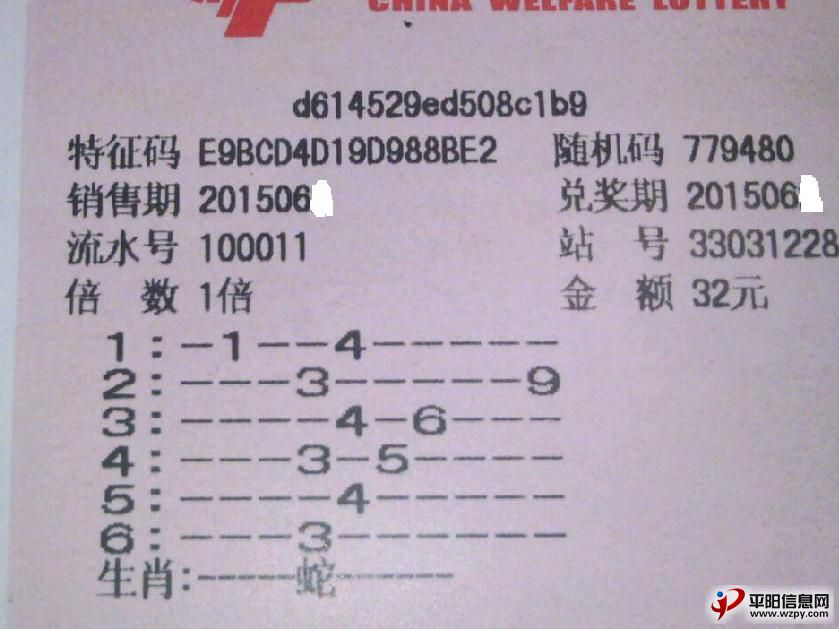 CHINA WELFARE LOTTERY
d614529ed508c1b9
特征码 E9BCD4D19D988BE2 随机码 779480
销售期 201506 兑奖期 201506
流水号 100011 站 号 33031228
倍 数 1倍 金 额 32元
1:-1--4-----
2:---3-----9
3:----4-6---
4:---3-5----
5:----4-----
6:---3------
生肖:-----蛇------
平阳信息网
www.wzpy.com